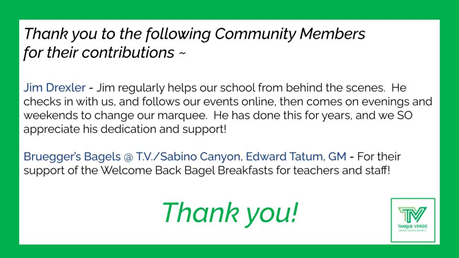 Thank you to the following Community Members
for their contributions ~
Jim Drexler - Jim regularly helps our school from behind the scenes. He
checks in with us, and follows our events online, then comes on evenings and
weekends to change our marquee. He has done this for years, and we SO
appreciate his dedication and support!
Bruegger's Bagels @ T.V./Sabino Canyon, Edward Tatum, GM - For their
support of the Welcome Back Bagel Breakfasts for teachers and staff!
Thank you!
TV
TANQUE VERDE